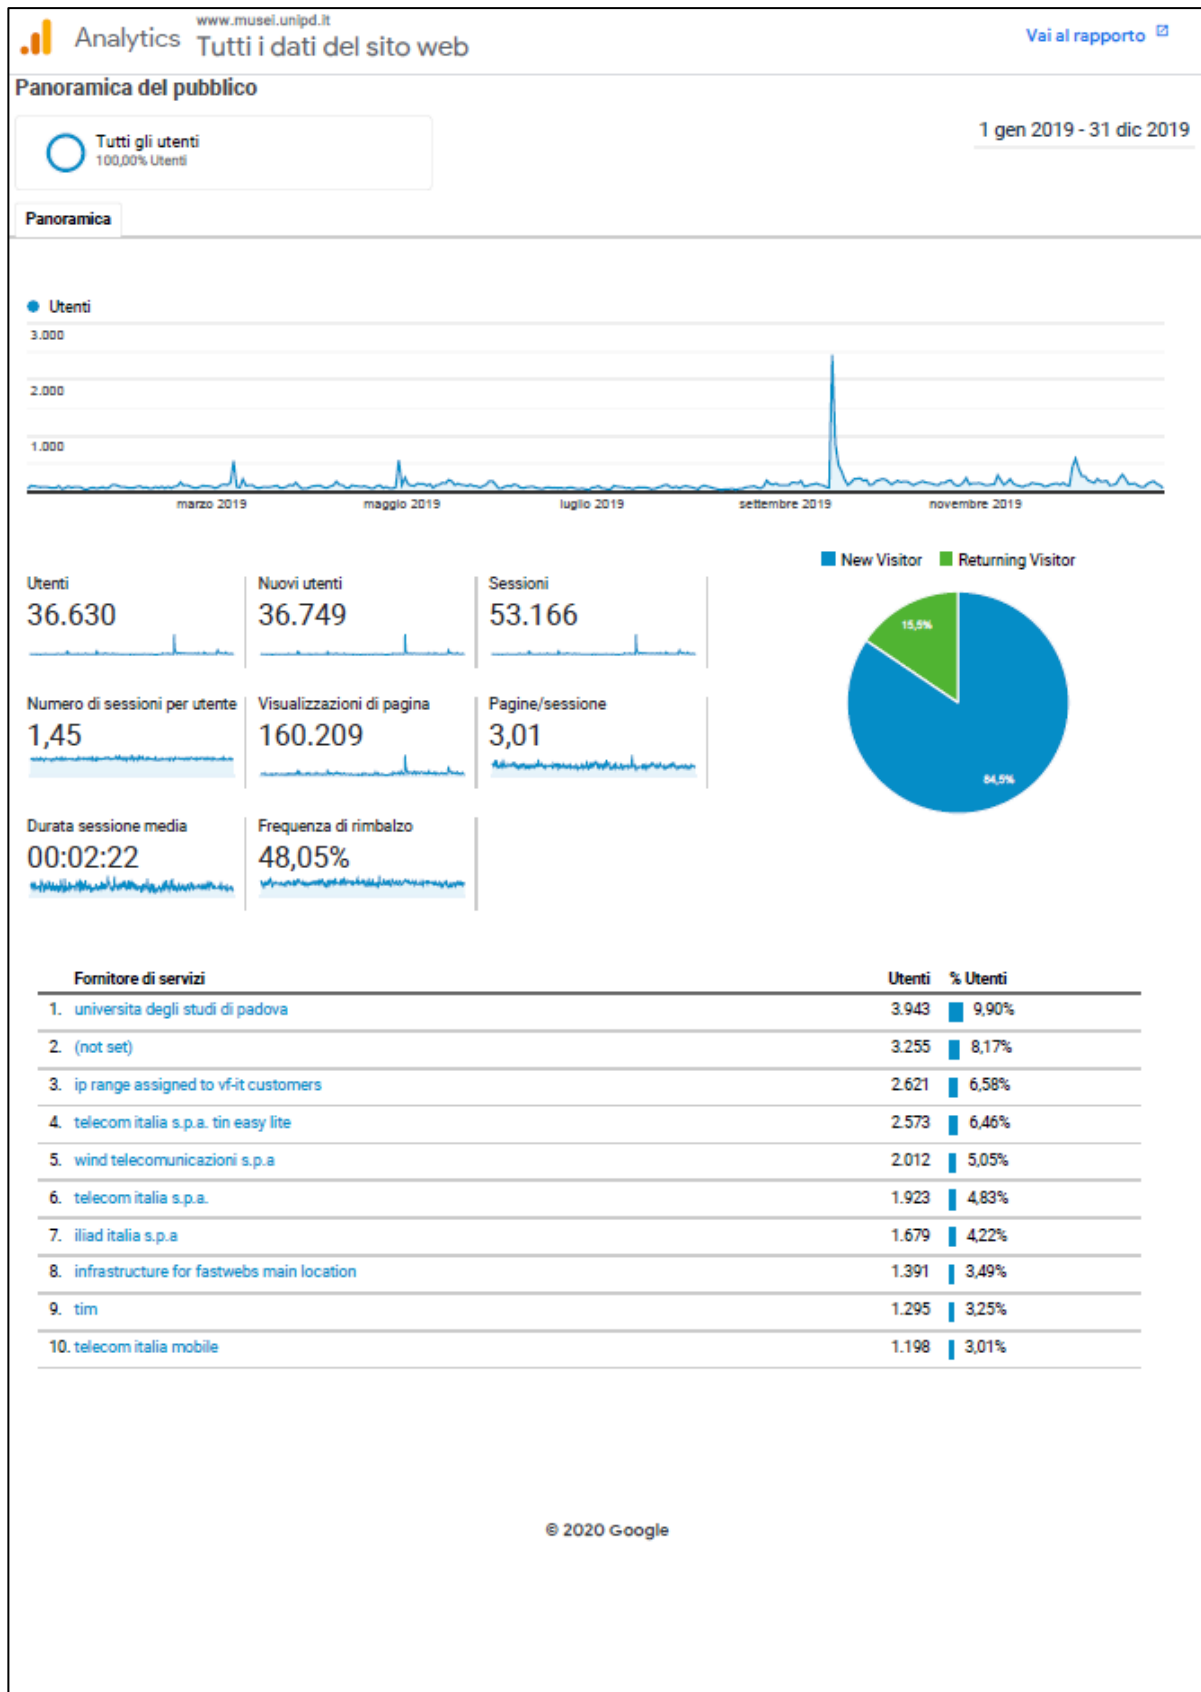 www.musei.unipd.it
Analytics Tutti i dati del sito web
Vai al rapporto
Panoramica del pubblico
Tutti gli utenti
100,00% Utenti
1 gen 2019 - 31 dic 2019
Panoramica
Utenti
3.000
2.000
1.000
marzo 2019 maggio 2019 luglio 2019 settembre 2019 novembre 2019
New Visitor Returning Visitor
Utenti Nuovi utenti Sessioni
36.630 36.749 53.166
15,5%
Numero di sessioni per utente Visualizzazioni di pagina Pagine/sessione
1,45 160.209 3,01
84,5%
Durata sessione media Frequenza di rimbalzo
00:02:22 48,05%
Fornitore di servizi Utenti % Utenti
1. universita degli studi di padova 3.943 9,90%
2. (not set) 3.255 8,17%
3. ip range assigned to vf-it customers 2.621 6,58%
4. telecom italia s.p.a. tin easy lite 2.573 6,46%
5. wind telecomunicazioni s.p.a 2.012 5,05%
6. telecom italia s.p.a. 1.923 4,83%
7. iliad italia s.p.a 1.679 4,22%
8. infrastructure for fastwebs main location 1.391 3,49%
9. tim 1.295 3,25%
10. telecom italia mobile 1.198 3,01%
© 2020 Google